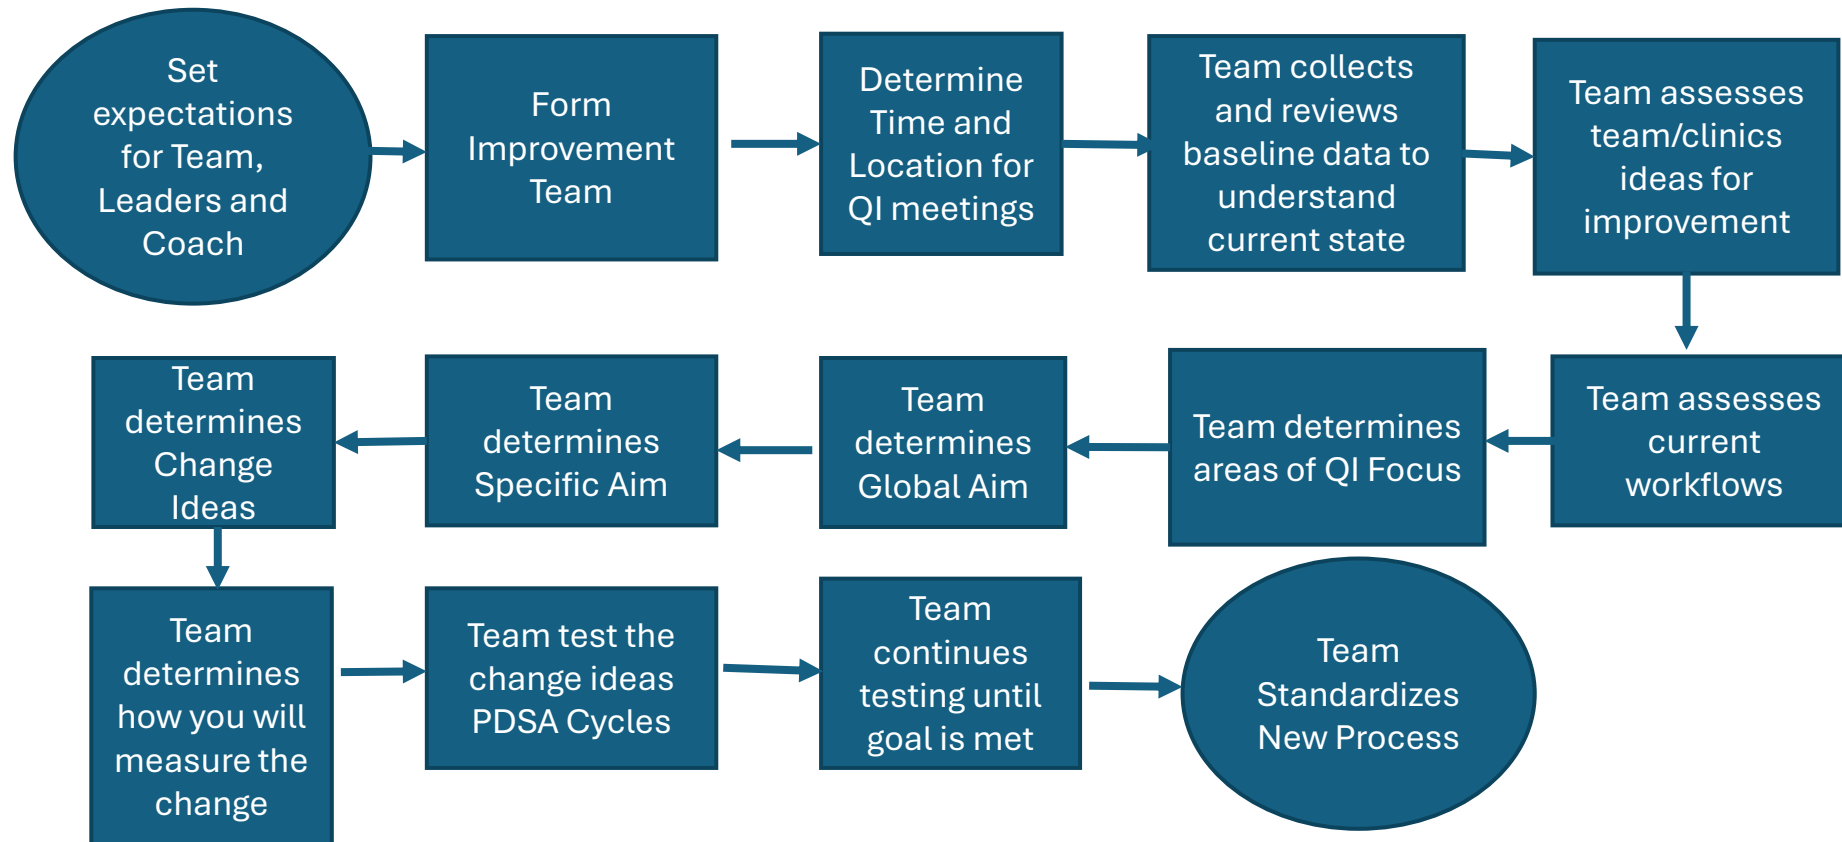 Set
expectations
for Team,
Leaders and
Coach
Form
Improvement
Team
Determine
Time and
Location for
QI meetings
Team collects
and reviews
baseline data to
understand
current state
Team assesses
team/clinics
ideas for
improvement
Team assesses
current
workflows
Team determines
areas of QI Focus
Team
determines
Global Aim
Team
determines
Specific Aim
Team
determines
Change
Ideas
Team
determines
how you will
measure the
change
Team test the
change ideas
PDSA Cycles
Team
continues
testing until
goal is met
Team
Standardizes
New Process